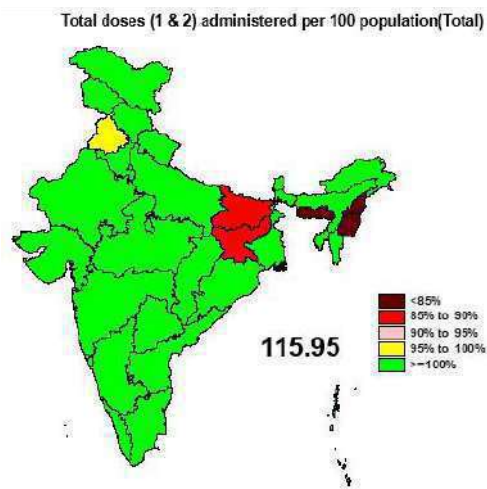 Total doses (1 & 2) administered per 100 population(Total)
115.95
<85%
85% to 90%
90% to 95%
95% to 100%
>=100%